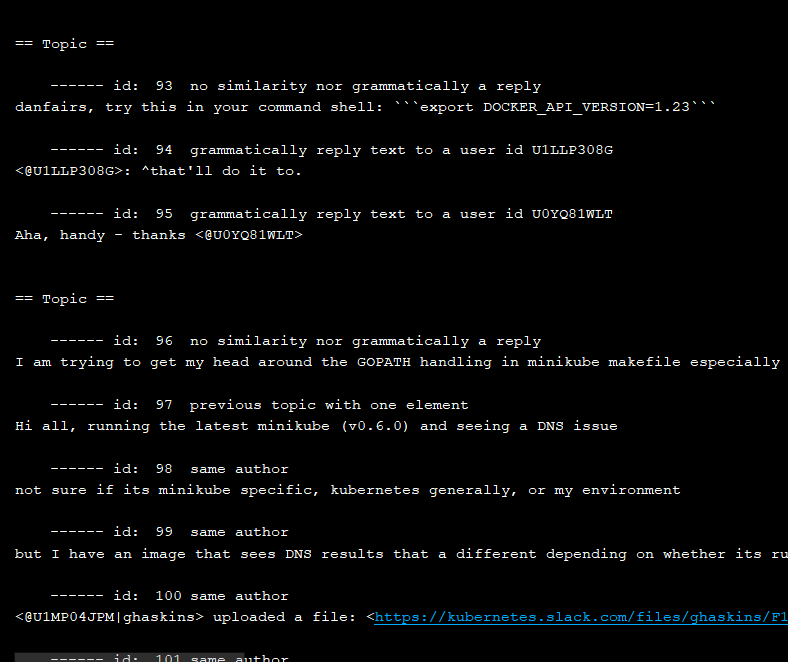 == Topic ==
------ id:  93  no similarity nor grammatically a reply
danfairs, try this in your command shell: ```export DOCKER_API_VERSION=1.23```
------ id:  94  grammatically reply text to a user id U1LLP308G
<@U1LLP308G>: ^that'll do it to.
------ id:  95  grammatically reply text to a user id U0YQ81WLT
Aha, handy - thanks <@U0YQ81WLT>
== Topic ==
------ id:  96  no similarity nor grammatically a reply
I am trying to get my head around the GOPATH handling in minikube makefile especially
------ id:  97  previous topic with one element
Hi all, running the latest minikube (v0.6.0) and seeing a DNS issue
------ id:  98  same author
not sure if its minikube specific, kubernetes generally, or my environment
------ id:  99  same author
but I have an image that sees DNS results that a different depending on whether its ru
------ id:  100 same author
<@U1MP04JPM|ghaskins> uploaded a file: <https://kubernetes.slack.com/files/ghaskins/F1
------ id:  101 same author